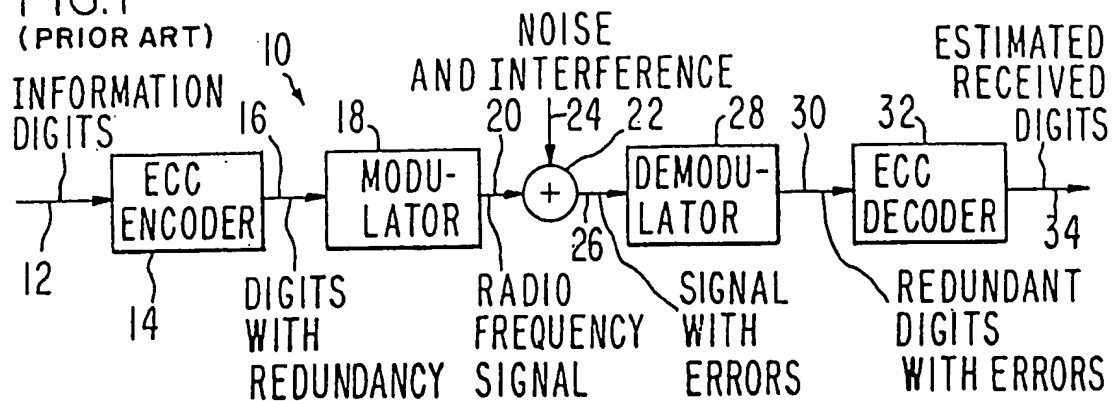 FIG.1
(PRIOR ART)
10
NOISE
AND INTERFERENCE
ESTIMATED
RECEIVED
DIGITS
INFORMATION
DIGITS
16
18
20
24
22
28
30
32
ECC
ENCODER
MODU-
LATOR
+
DEMODU-
LATOR
ECC
DECODER
12
14
26
34
DIGITS
WITH
REDUNDANCY
RADIO
FREQUENCY
SIGNAL
SIGNAL
WITH
ERRORS
REDUNDANT
DIGITS
WITH ERRORS